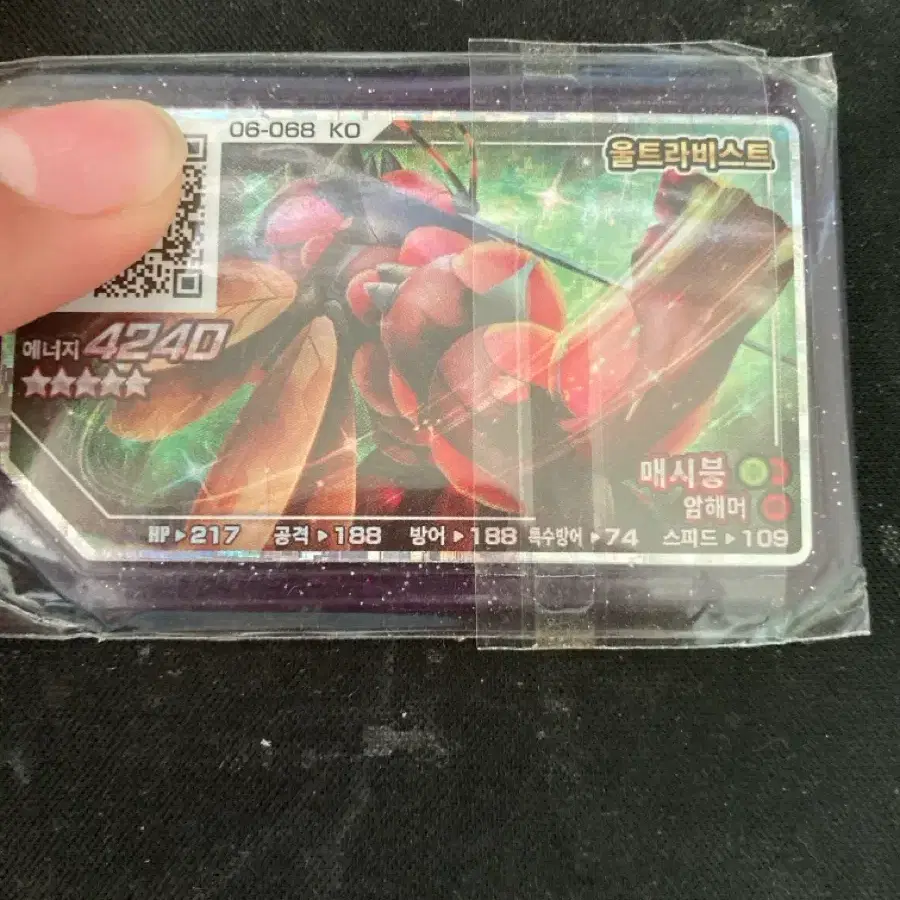 06-068 KO
울트라비스트
에너지 4240
매시붕
암해머
HP ▶ 217 공격 ▶ 188 방어 ▶ 188 특수방어 ▶ 74 스피드 ▶ 109